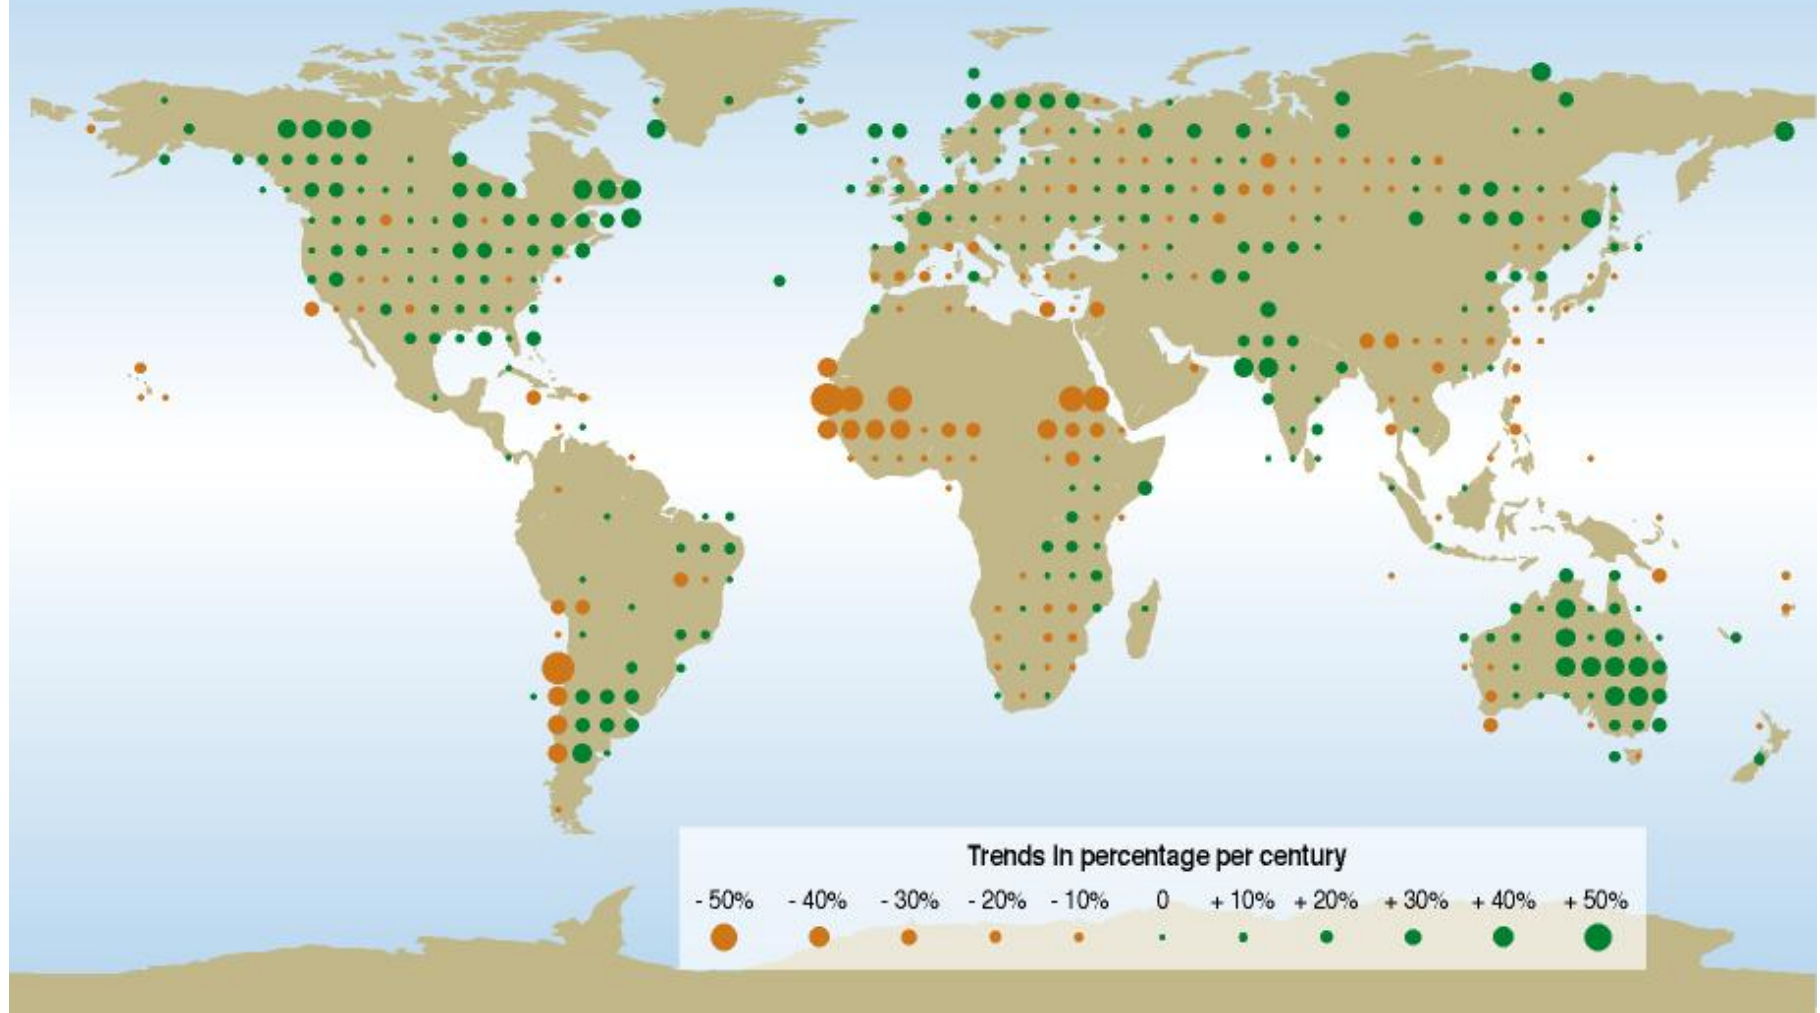 Trends In percentage per century
- 50% - 40% - 30% - 20% - 10% 0 + 10% + 20% + 30% + 40% + 50%